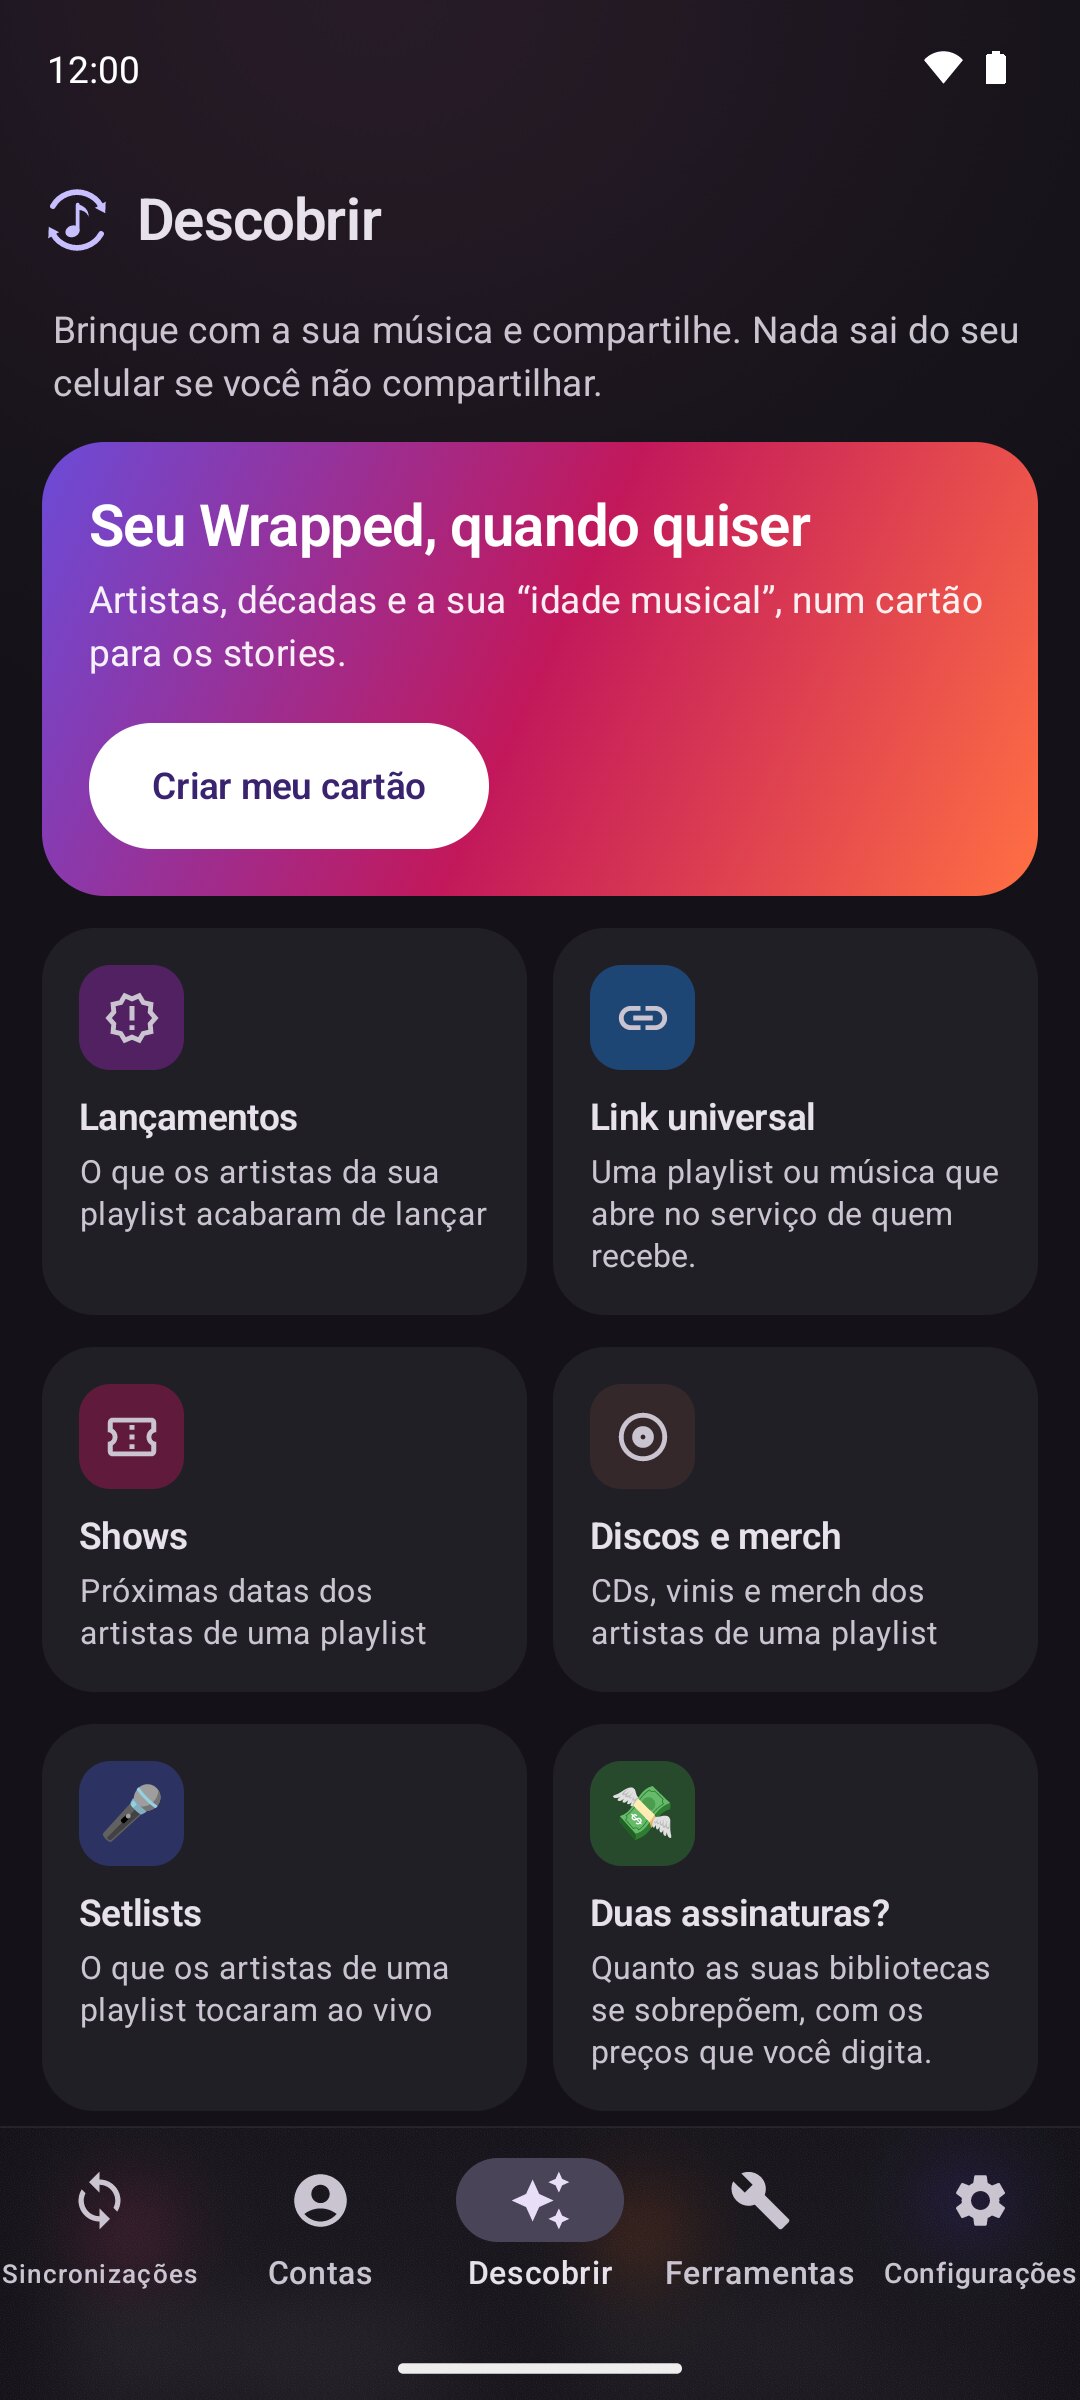 12:00
Descobrir
Brinque com a sua música e compartilhe. Nada sai do seu
celular se você não compartilhar.
Seu Wrapped, quando quiser
Artistas, décadas e a sua “idade musical”, num cartão
para os stories.
Criar meu cartão
Lançamentos
O que os artistas da sua
playlist acabaram de lançar
Link universal
Uma playlist ou música que
abre no serviço de quem
recebe.
Shows
Próximas datas dos
artistas de uma playlist
Discos e merch
CDs, vinis e merch dos
artistas de uma playlist
Setlists
O que os artistas de uma
playlist tocaram ao vivo
Duas assinaturas?
Quanto as suas bibliotecas
se sobrepõem, com os
preços que você digita.
Sincronizações
Contas
Descobrir
Ferramentas
Configurações